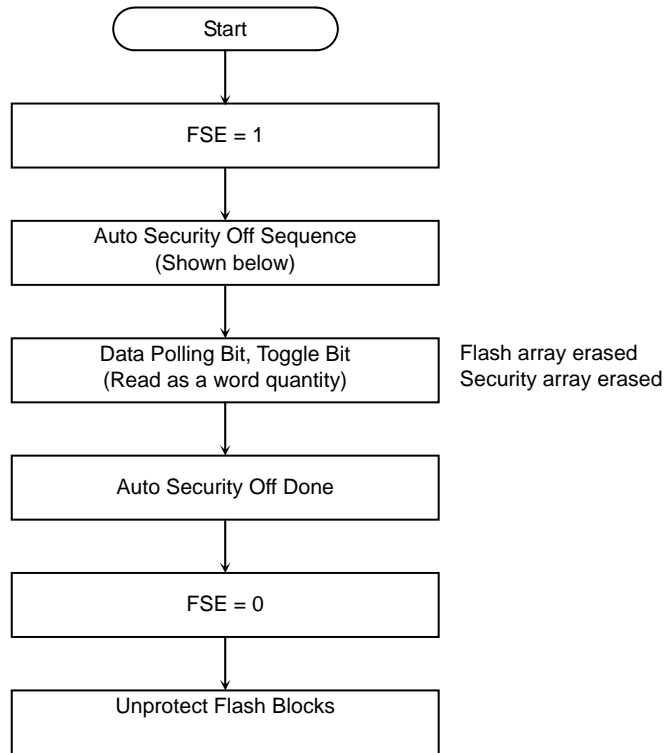 Start
FSE = 1
Auto Security Off Sequence
(Shown below)
Data Polling Bit, Toggle Bit
(Read as a word quantity)
Flash array erased
Security array erased
Auto Security Off Done
FSE = 0
Unprotect Flash Blocks